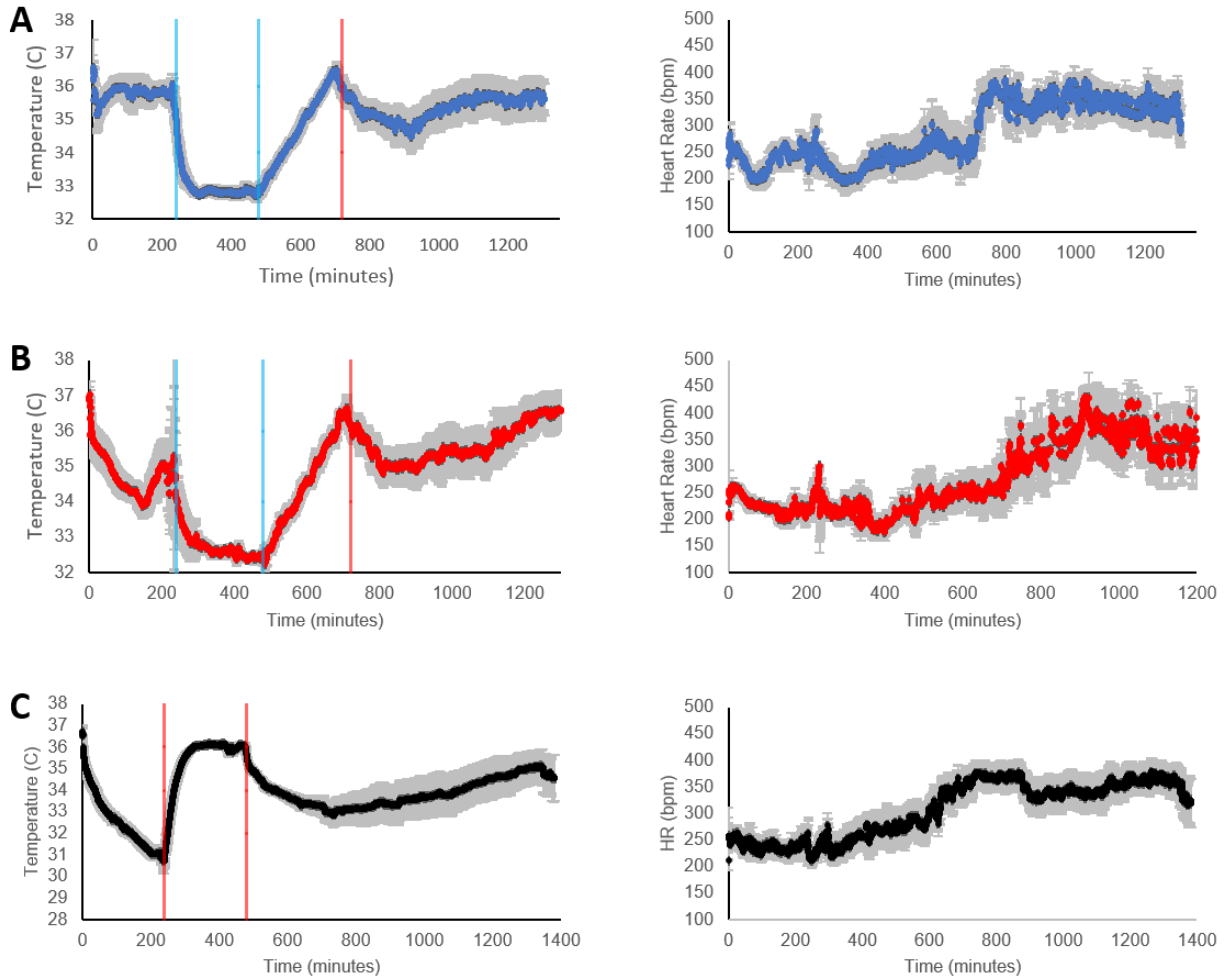 A
Temperature (C)
38
37
36
35
34
33
32
0 200 400 600 800 1000 1200
Time (minutes)
Heart Rate (bpm)
500
450
400
350
300
250
200
150
100
0 200 400 600 800 1000 1200
Time (minutes)
B
Temperature (C)
38
37
36
35
34
33
32
0 200 400 600 800 1000 1200
Time (minutes)
Heart Rate (bpm)
500
450
400
350
300
250
200
150
100
0 200 400 600 800 1000 1200
Time (minutes)
C
Temperature (C)
38
37
36
35
34
33
32
31
30
29
28
0 200 400 600 800 1000 1200 1400
Time (minutes)
HR (bpm)
500
450
400
350
300
250
200
150
100
0 200 400 600 800 1000 1200 1400
Time (minutes)